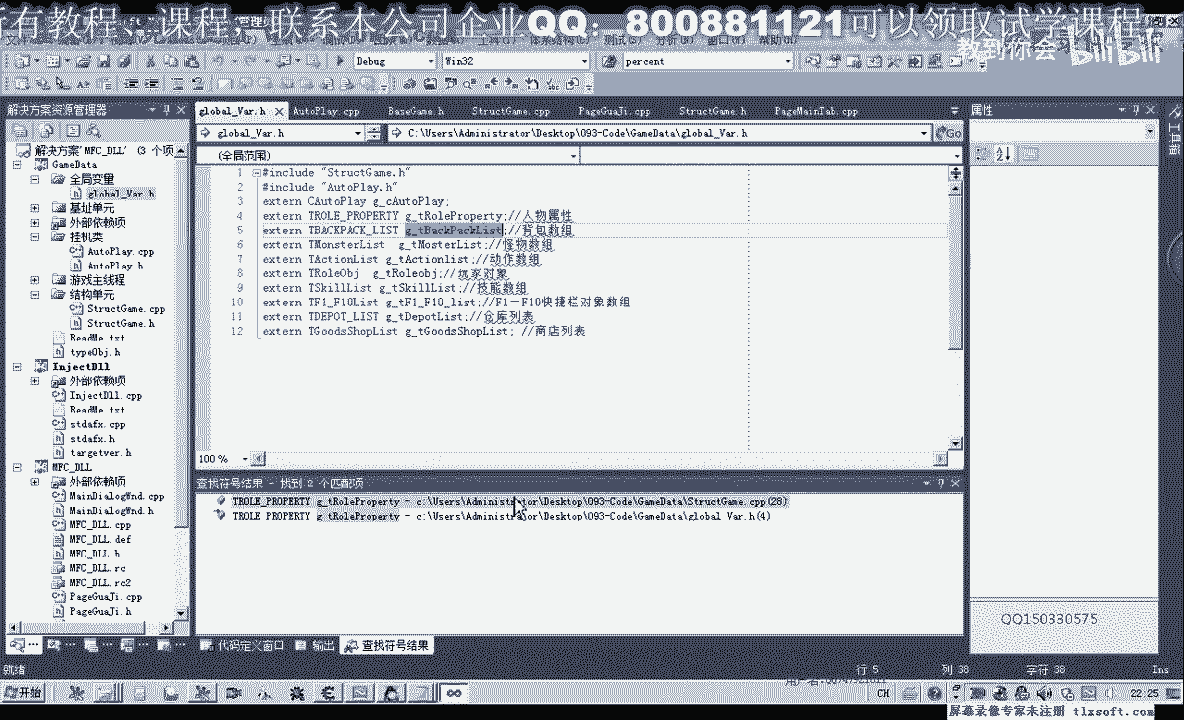 有教程、课程，联系本公司企业QQ：800881121可以领取试学课程
教到你会 bilibili
Debug Win32 percent
解决方案资源管理器
global_Var.h AutoPlay.cpp BaseGame.h StructGame.cpp PageGuaJi.cpp StructGame.h PageMainTab.cpp
属性
工具箱
global_Var.h C:\Users\Administrator\Desktop\093-Code\GameData\global_Var.h Go
(全局范围)
解决方案'MFC_DLL' (3 个项
GameData
全局变量
global_Var.h
基址单元
外部依赖项
挂机类
AutoPlay.cpp
AutoPlay.h
游戏主线程
结构单元
StructGame.cpp
StructGame.h
ReadMe.txt
typeObj.h
InjectDll
外部依赖项
InjectDll.cpp
ReadMe.txt
stdafx.cpp
stdafx.h
targetver.h
MFC_DLL
外部依赖项
MainDialogWnd.cpp
MainDialogWnd.h
MFC_DLL.cpp
MFC_DLL.def
MFC_DLL.h
MFC_DLL.rc
MFC_DLL.rc2
PageGuaJi.cpp
PageGuaJi.h
1 #include "StructGame.h"
2 #include "AutoPlay.h"
3 extern CAutoPlay g_cAutoPlay;
4 extern TROLE_PROPERTY g_tRoleProperty;//人物属性
5 extern TBACKPACK_LIST g_tBackPackList;//背包数组
6 extern TMonsterList g_tMosterList;//怪物数组
7 extern TActionList g_tActionlist;//动作数组
8 extern TRoleObj g_tRoleobj;//玩家对象
9 extern TSkillList g_tSkillList;//技能数组
10 extern TF1_F10List g_tF1_F10_list;//F1－F10快捷栏对象数组
11 extern TDEPOT_LIST g_tDepotList;//仓库列表
12 extern TGoodsShopList g_tGoodsShopList; //商店列表
100 %
查找符号结果 - 找到 2 个匹配项
TROLE_PROPERTY g_tRoleProperty - c:\Users\Administrator\Desktop\093-Code\GameData\StructGame.cpp(28)
TROLE_PROPERTY g_tRoleProperty - c:\Users\Administrator\Desktop\093-Code\GameData\global_Var.h(4)
QQ150330575
代码定义窗口 输出 查找符号结果
就绪 行 5 列 38 字符 38 Ins
开始 CH 22:25
屏幕录像专家未注册 tlxsoft.com